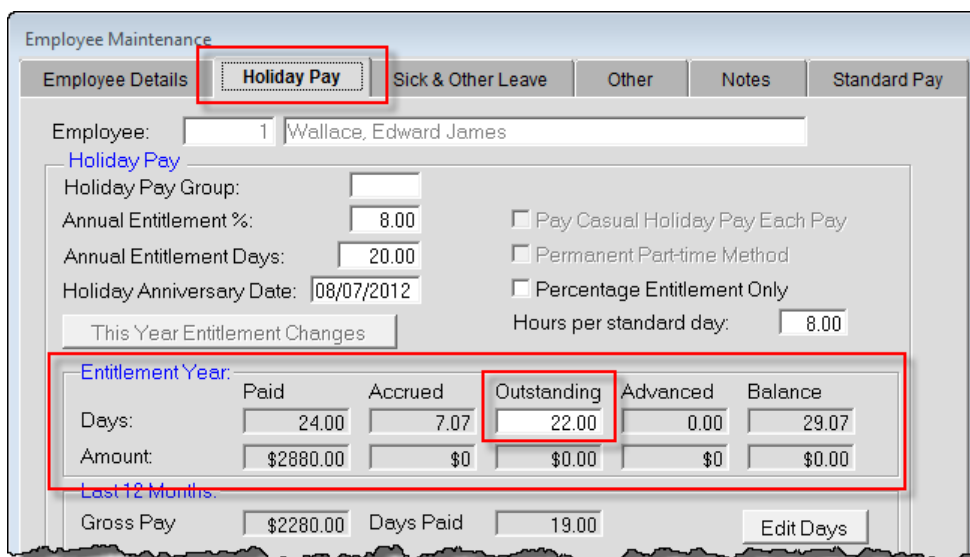 Employee Maintenance
Employee Details Holiday Pay Sick & Other Leave Other Notes Standard Pay
Employee: 1 Wallace, Edward James
Holiday Pay
Holiday Pay Group:
Annual Entitlement %: 8.00 Pay Casual Holiday Pay Each Pay
Annual Entitlement Days: 20.00 Permanent Part-time Method
Holiday Anniversary Date: 08/07/2012 Percentage Entitlement Only
This Year Entitlement Changes Hours per standard day: 8.00
Entitlement Year:
Paid Accrued Outstanding Advanced Balance
Days: 24.00 7.07 22.00 0.00 29.07
Amount: $2880.00 $0 $0.00 $0 $0.00
Last 12 Months:
Gross Pay $2280.00 Days Paid 19.00 Edit Days